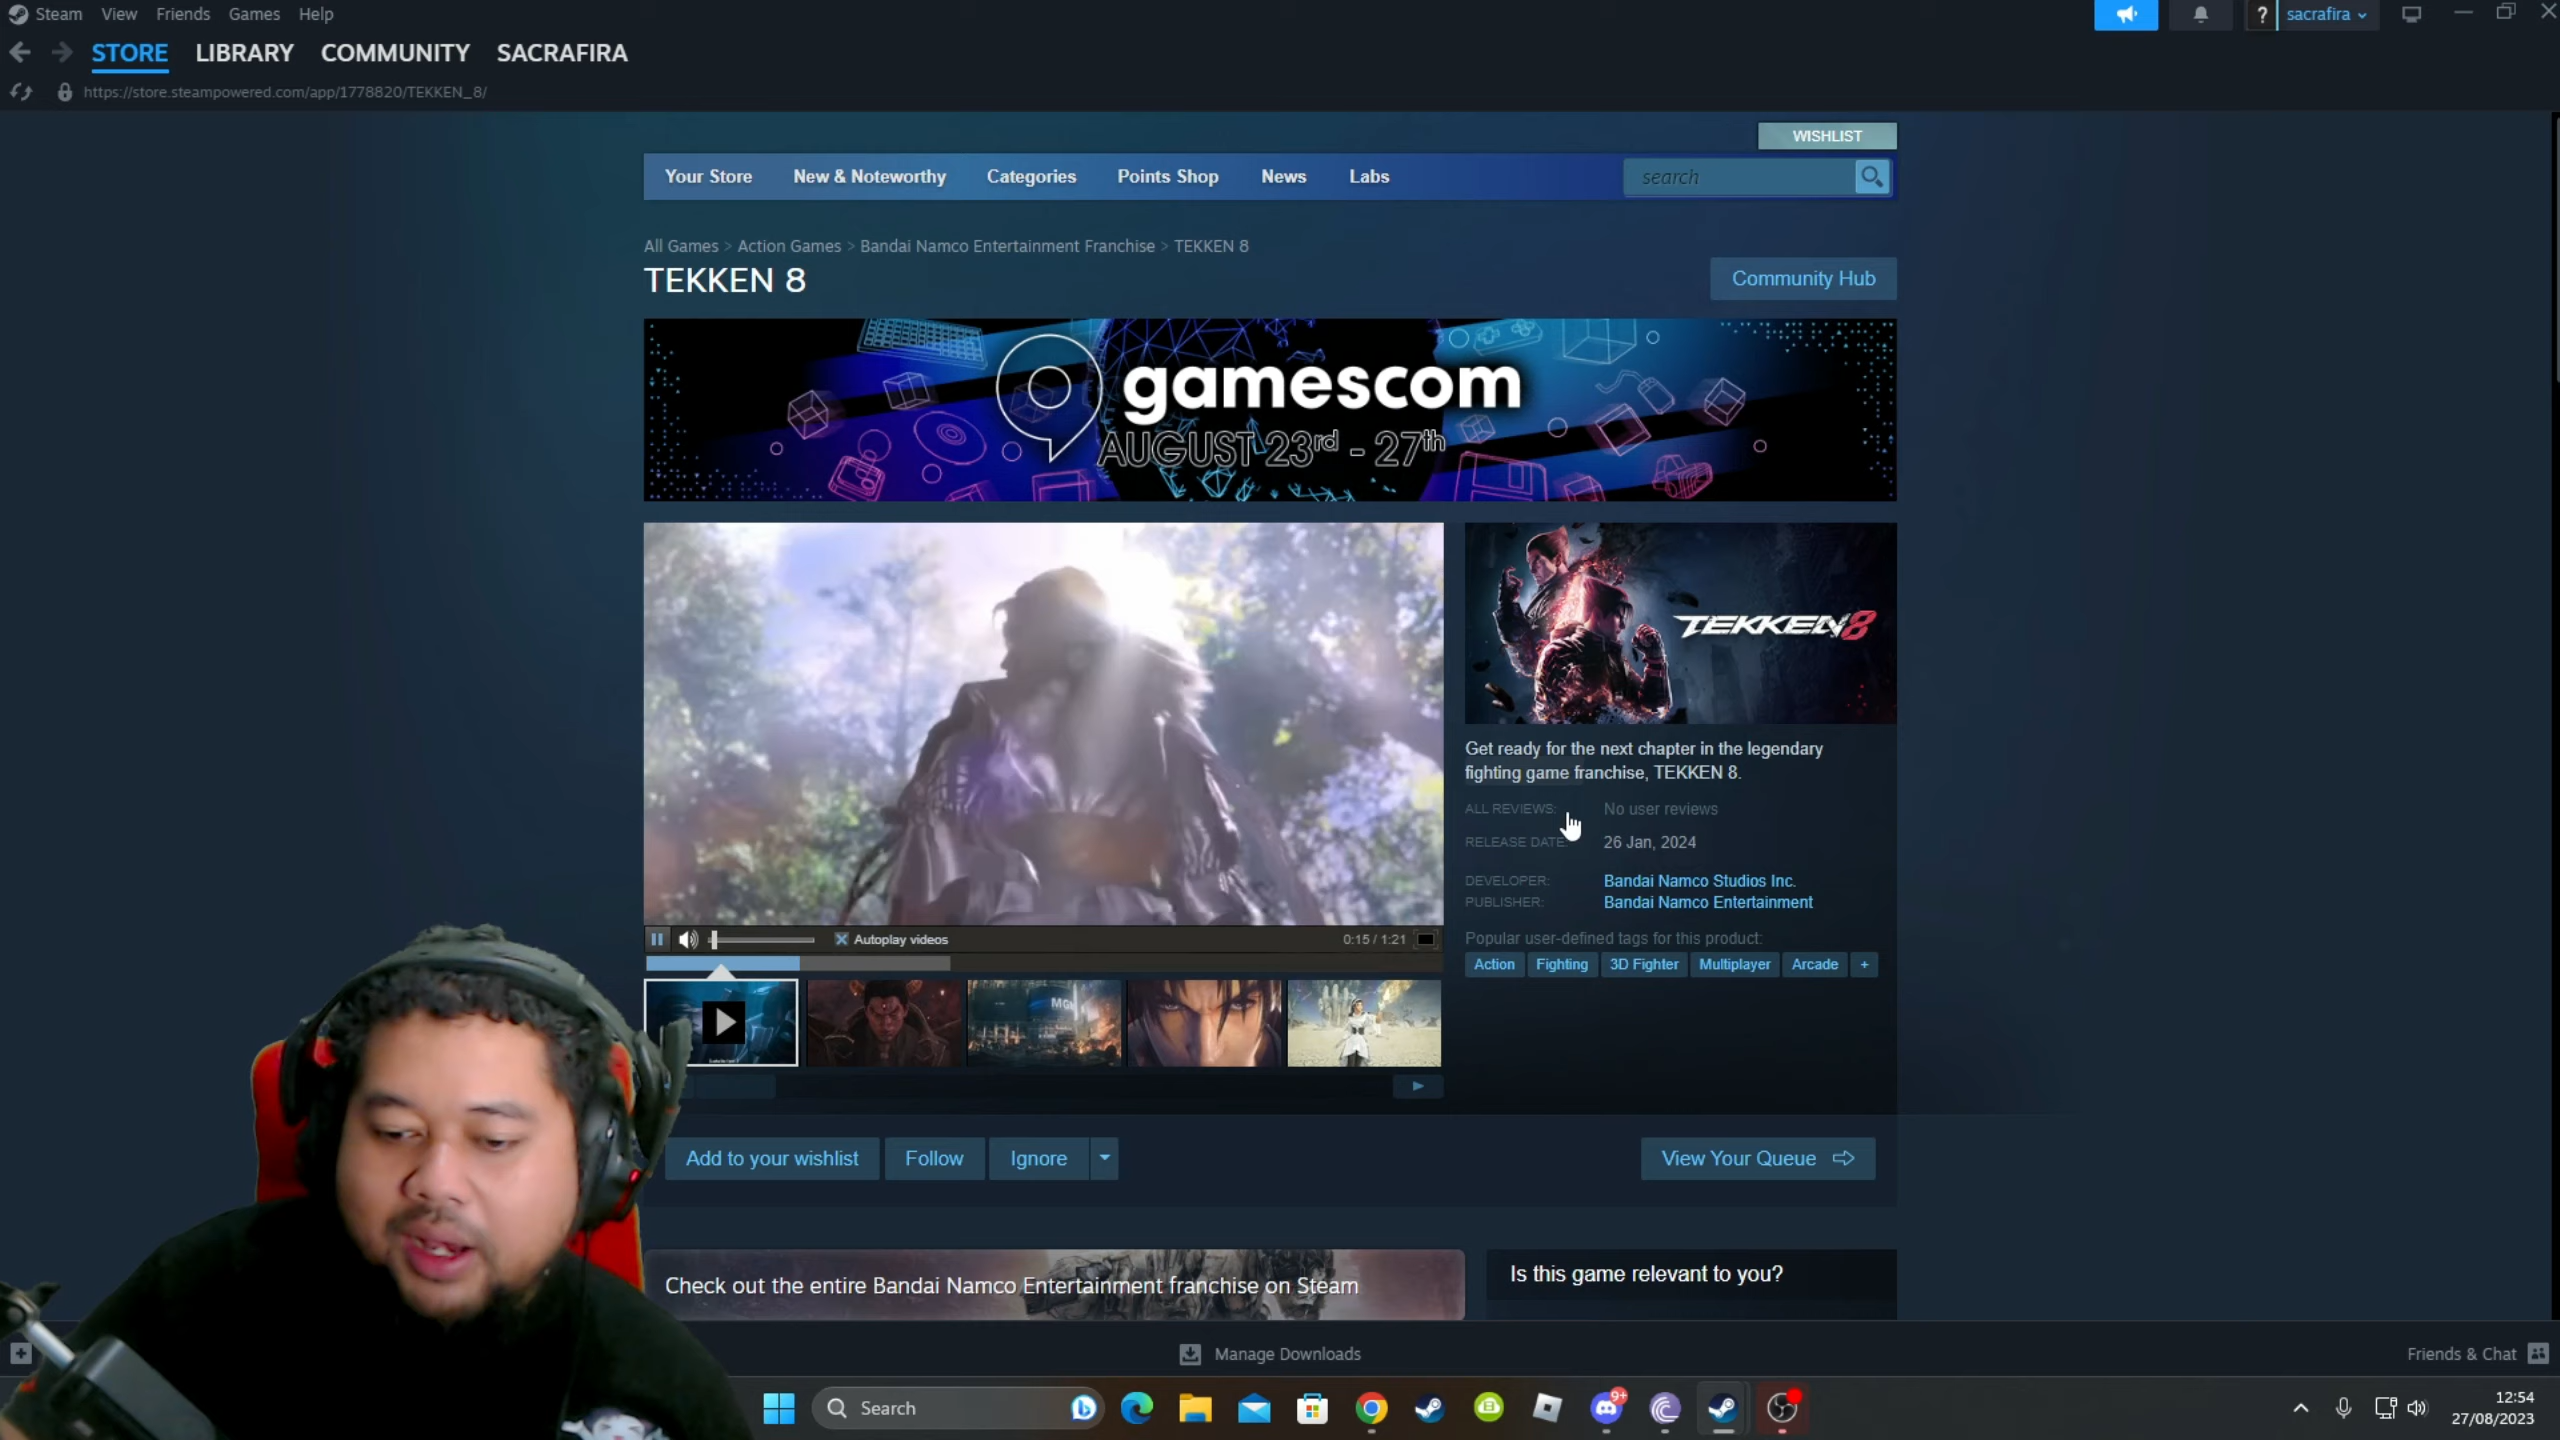 Steam View Friends Games Help
sacrafira
STORE LIBRARY COMMUNITY SACRAFIRA
https://store.steampowered.com/app/1778820/TEKKEN_8/
WISHLIST
Your Store New & Noteworthy Categories Points Shop News Labs
search
All Games > Action Games > Bandai Namco Entertainment Franchise > TEKKEN 8
TEKKEN 8
Community Hub
gamescom
AUGUST 23rd - 27th
TEKKEN 8
Get ready for the next chapter in the legendary
fighting game franchise, TEKKEN 8.
ALL REVIEWS: No user reviews
RELEASE DATE: 26 Jan, 2024
DEVELOPER: Bandai Namco Studios Inc.
PUBLISHER: Bandai Namco Entertainment
Autoplay videos
0:15 / 1:21
Popular user-defined tags for this product:
Action Fighting 3D Fighter Multiplayer Arcade +
MGM
Add to your wishlist Follow Ignore
View Your Queue
Check out the entire Bandai Namco Entertainment franchise on Steam
Is this game relevant to you?
Manage Downloads
Friends & Chat
Search
9+
12:54
27/08/2023